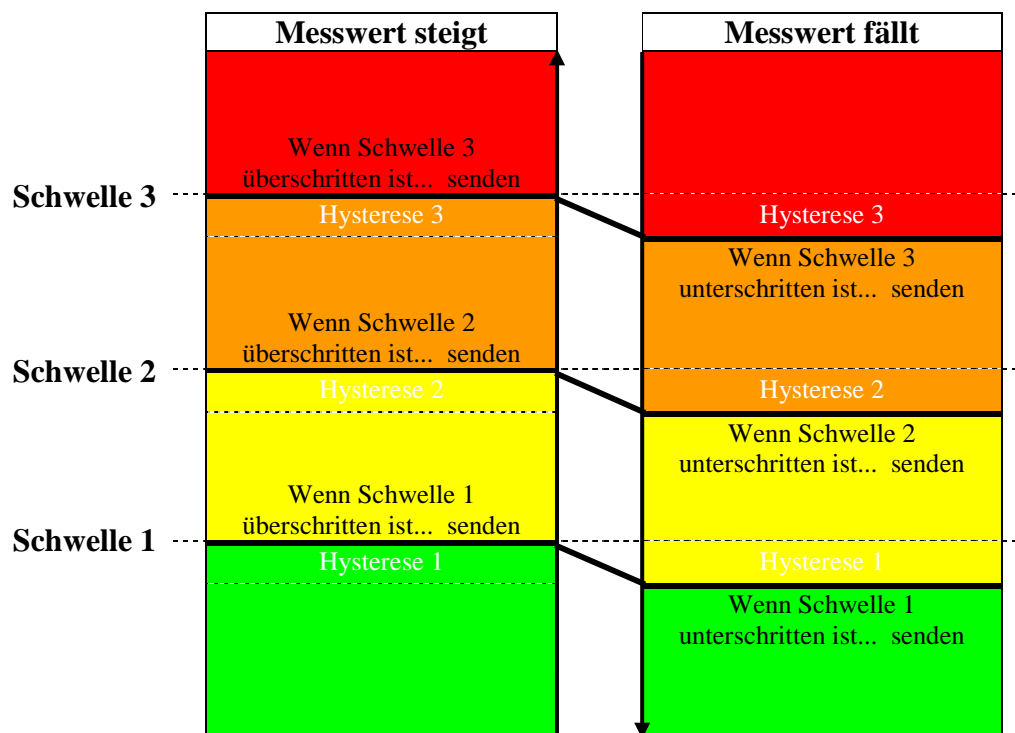 Messwert steigt
Messwert fällt
Wenn Schwelle 3
überschritten ist... senden
Schwelle 3
Hysterese 3
Hysterese 3
Wenn Schwelle 3
unterschritten ist... senden
Wenn Schwelle 2
überschritten ist... senden
Schwelle 2
Hysterese 2
Hysterese 2
Wenn Schwelle 2
unterschritten ist... senden
Wenn Schwelle 1
überschritten ist... senden
Schwelle 1
Hysterese 1
Hysterese 1
Wenn Schwelle 1
unterschritten ist... senden